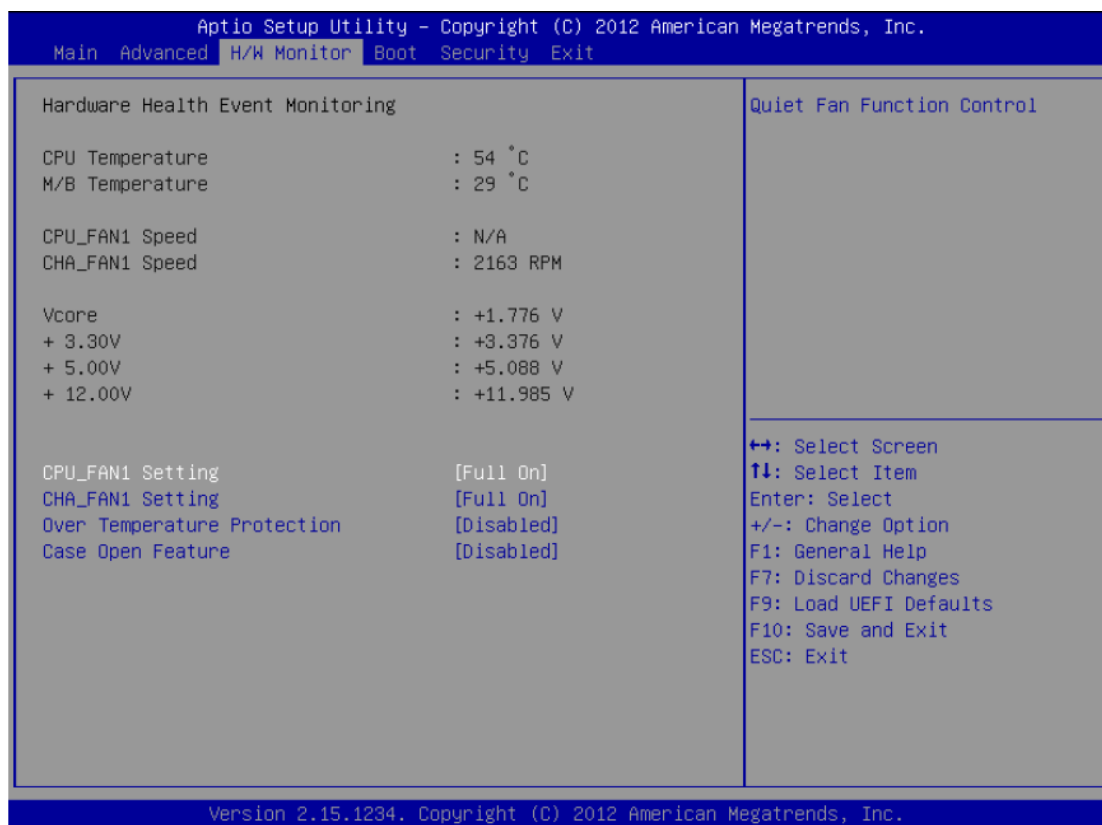 Aptio Setup Utility – Copyright (C) 2012 American Megatrends, Inc.
Main Advanced H/W Monitor Boot Security Exit
Hardware Health Event Monitoring
CPU Temperature : 54 °C
M/B Temperature : 29 °C
CPU_FAN1 Speed : N/A
CHA_FAN1 Speed : 2163 RPM
Vcore : +1.776 V
+ 3.30V : +3.376 V
+ 5.00V : +5.088 V
+ 12.00V : +11.985 V
CPU_FAN1 Setting [Full On]
CHA_FAN1 Setting [Full On]
Over Temperature Protection [Disabled]
Case Open Feature [Disabled]
Quiet Fan Function Control
↔: Select Screen
↑↓: Select Item
Enter: Select
+/-: Change Option
F1: General Help
F7: Discard Changes
F9: Load UEFI Defaults
F10: Save and Exit
ESC: Exit
Version 2.15.1234. Copyright (C) 2012 American Megatrends, Inc.